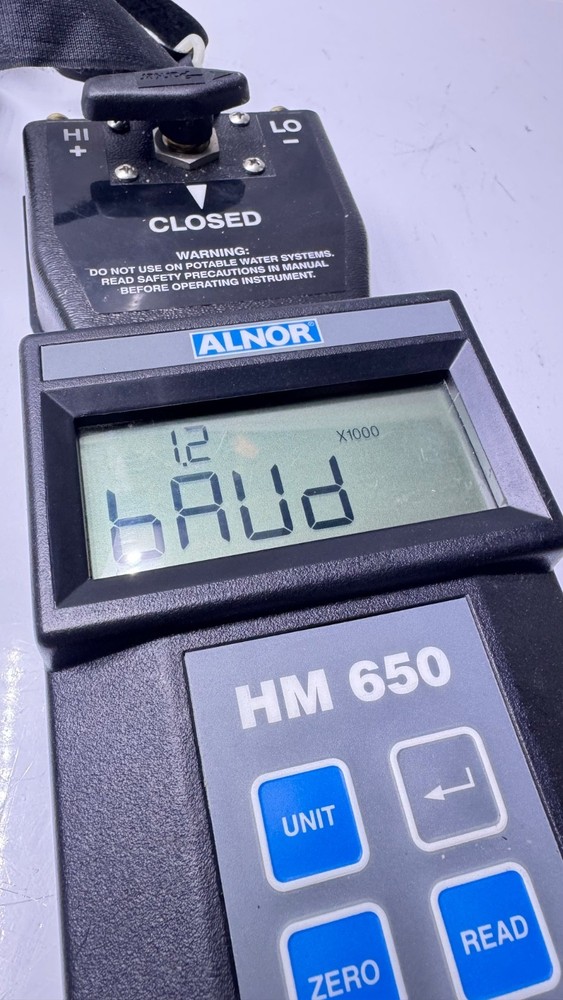 HI
+
LO
−
CLOSED
WARNING:
DO NOT USE ON POTABLE WATER SYSTEMS.
READ SAFETY PRECAUTIONS IN MANUAL
BEFORE OPERATING INSTRUMENT.
ALNOR®
1.2 X1000
bAUd
HM 650
UNIT
ZERO
READ